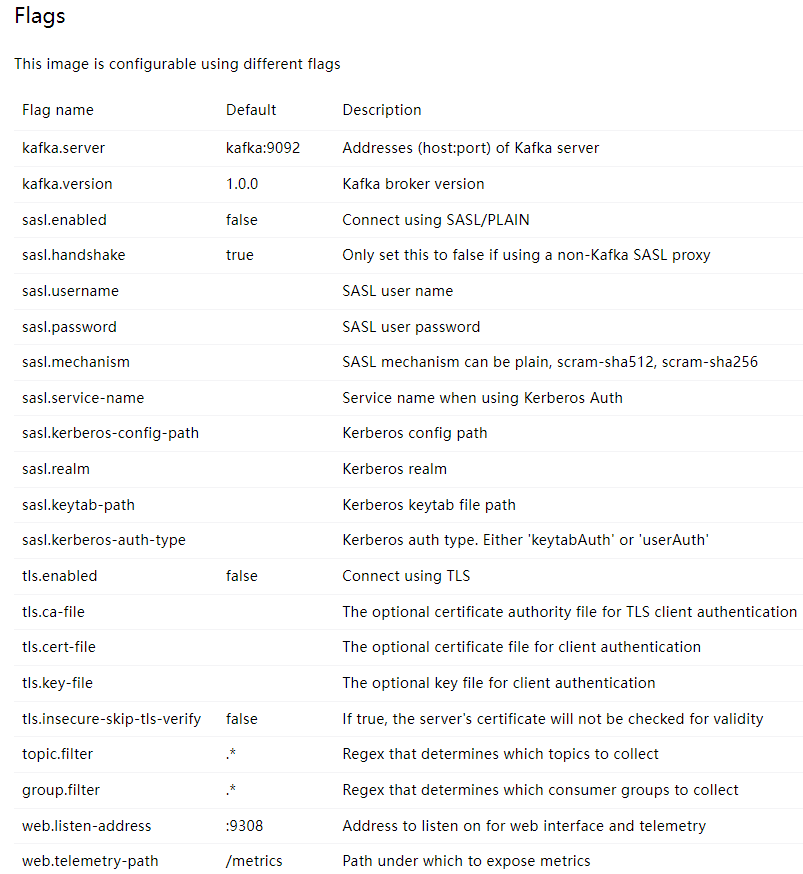 Flags
This image is configurable using different flags
Flag name Default Description
kafka.server kafka:9092 Addresses (host:port) of Kafka server
kafka.version 1.0.0 Kafka broker version
sasl.enabled false Connect using SASL/PLAIN
sasl.handshake true Only set this to false if using a non-Kafka SASL proxy
sasl.username SASL user name
sasl.password SASL user password
sasl.mechanism SASL mechanism can be plain, scram-sha512, scram-sha256
sasl.service-name Service name when using Kerberos Auth
sasl.kerberos-config-path Kerberos config path
sasl.realm Kerberos realm
sasl.keytab-path Kerberos keytab file path
sasl.kerberos-auth-type Kerberos auth type. Either 'keytabAuth' or 'userAuth'
tls.enabled false Connect using TLS
tls.ca-file The optional certificate authority file for TLS client authentication
tls.cert-file The optional certificate file for client authentication
tls.key-file The optional key file for client authentication
tls.insecure-skip-tls-verify false If true, the server's certificate will not be checked for validity
topic.filter .* Regex that determines which topics to collect
group.filter .* Regex that determines which consumer groups to collect
web.listen-address :9308 Address to listen on for web interface and telemetry
web.telemetry-path /metrics Path under which to expose metrics